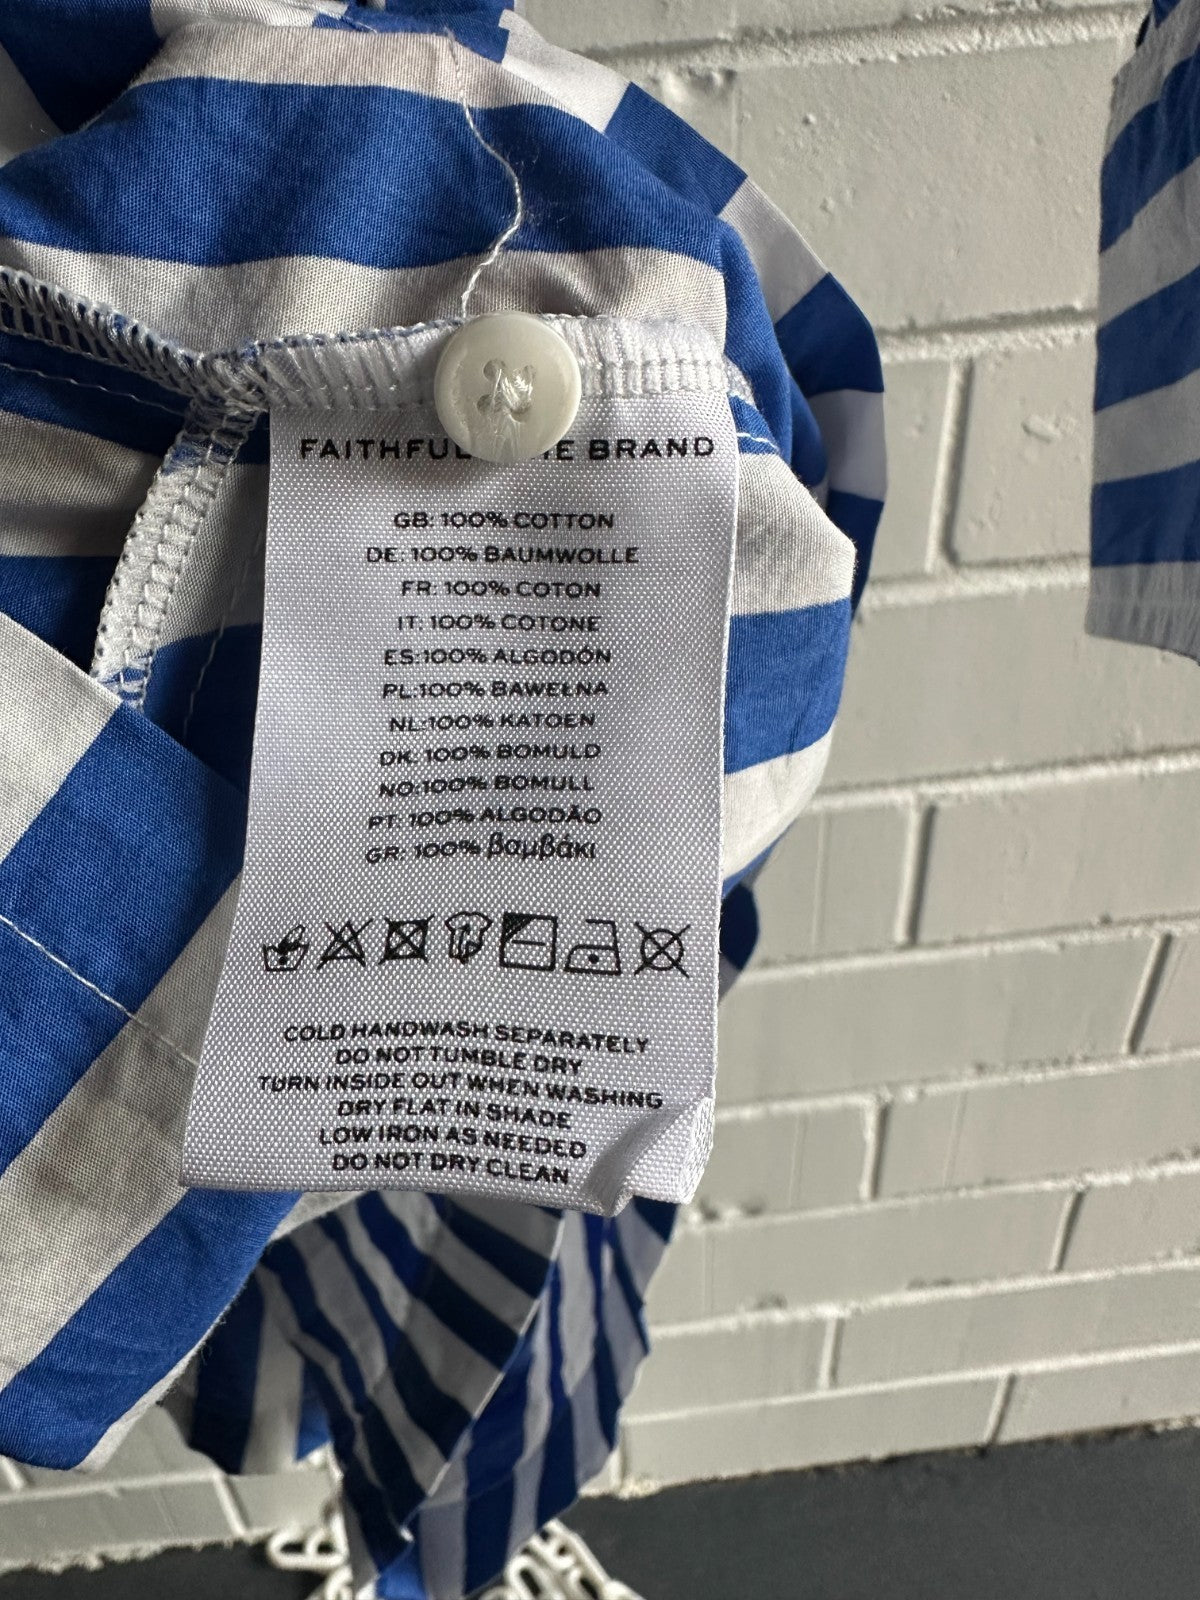 FAITHFUL BRAND
GB: 100% COTTON
DE: 100% BAUMWOLLE
FR: 100% COTON
IT: 100% COTONE
ES:100% ALGODÓN
PL:100% BAWEŁNA
NL:100% KATOEN
DK: 100% BOMULD
NO:100% BOMULL
PT: 100% ALGODÃO
GR: 100% βαμβάκι
COLD HANDWASH SEPARATELY
DO NOT TUMBLE DRY
TURN INSIDE OUT WHEN WASHING
DRY FLAT IN SHADE
LOW IRON AS NEEDED
DO NOT DRY CLEAN